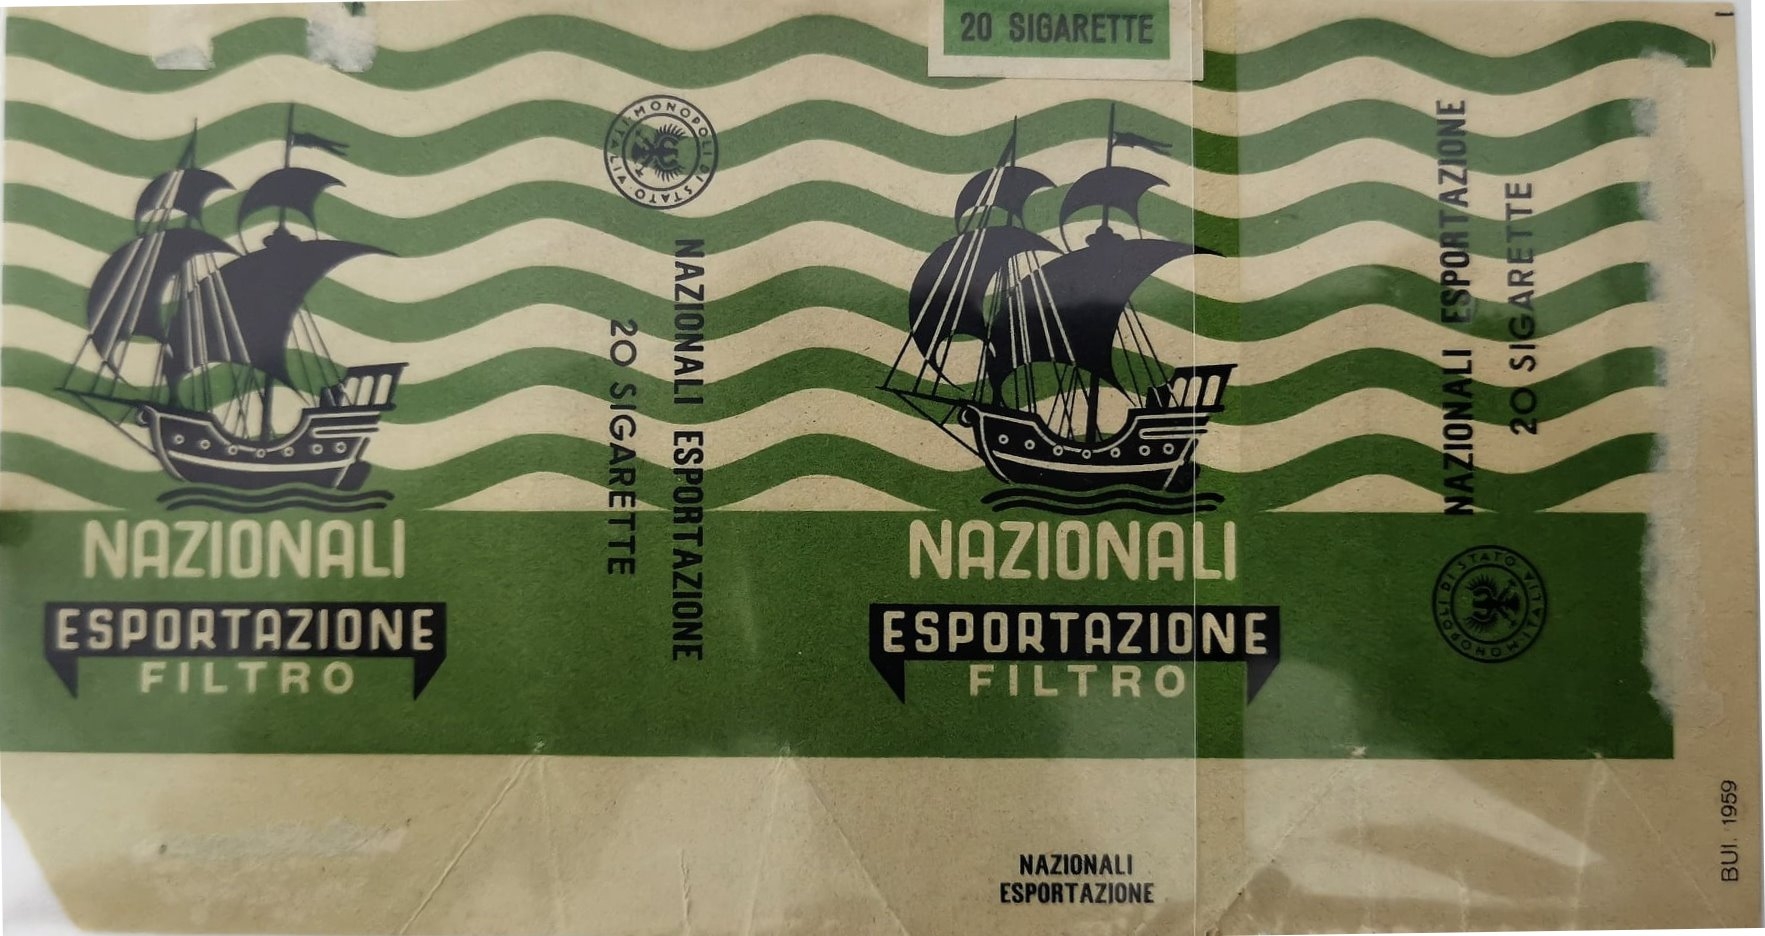 20 SIGARETTE
NAZIONALI
ESPORTAZIONE
FILTRO
MONOPOLI DI STATO ITALIA
NAZIONALI ESPORTAZIONE
20 SIGARETTE
NAZIONALI
ESPORTAZIONE
FILTRO
NAZIONALI ESPORTAZIONE
20 SIGARETTE
MONOPOLI DI STATO ITALIA
NAZIONALI
ESPORTAZIONE
BUI. 1959